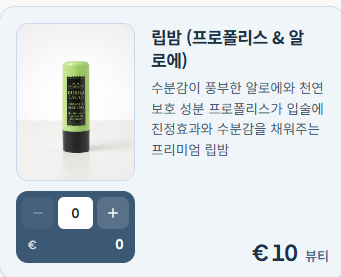 립밤 (프로폴리스 & 알
로에)
수분감이 풍부한 알로에와 천연
보호 성분 프로폴리스가 입술에
진정효과와 수분감을 채워주는
프리미엄 립밤
− 0 +
€ 0
€ 10 뷰티